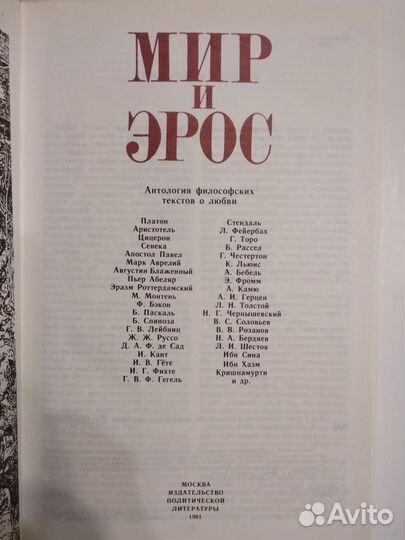 МИР
И
ЭРОС
Антология философских
текстов о любви
Платон
Аристотель
Цицерон
Сенека
Апостол Павел
Марк Аврелий
Августин Блаженный
Пьер Абеляр
Эразм Роттердамский
М. Монтень
Ф. Бэкон
Б. Паскаль
Б. Спиноза
Г. В. Лейбниц
Ж. Ж. Руссо
Д. А. Ф. де Сад
И. Кант
И. В. Гёте
И. Г. Фихте
Г. В. Ф. Гегель
Стендаль
Л. Фейербах
Г. Торо
Б. Рассел
Г. Честертон
К. Льюис
А. Бебель
Э. Фромм
А. Камю
А. И. Герцен
Л. Н. Толстой
Н. Г. Чернышевский
В. С. Соловьев
В. В. Розанов
Н. А. Бердяев
Л. И. Шестов
Ибн Сина
Ибн Хазм
Кришнамурти
и др.
МОСКВА
ИЗДАТЕЛЬСТВО
ПОЛИТИЧЕСКОЙ
ЛИТЕРАТУРЫ
1991
Avito